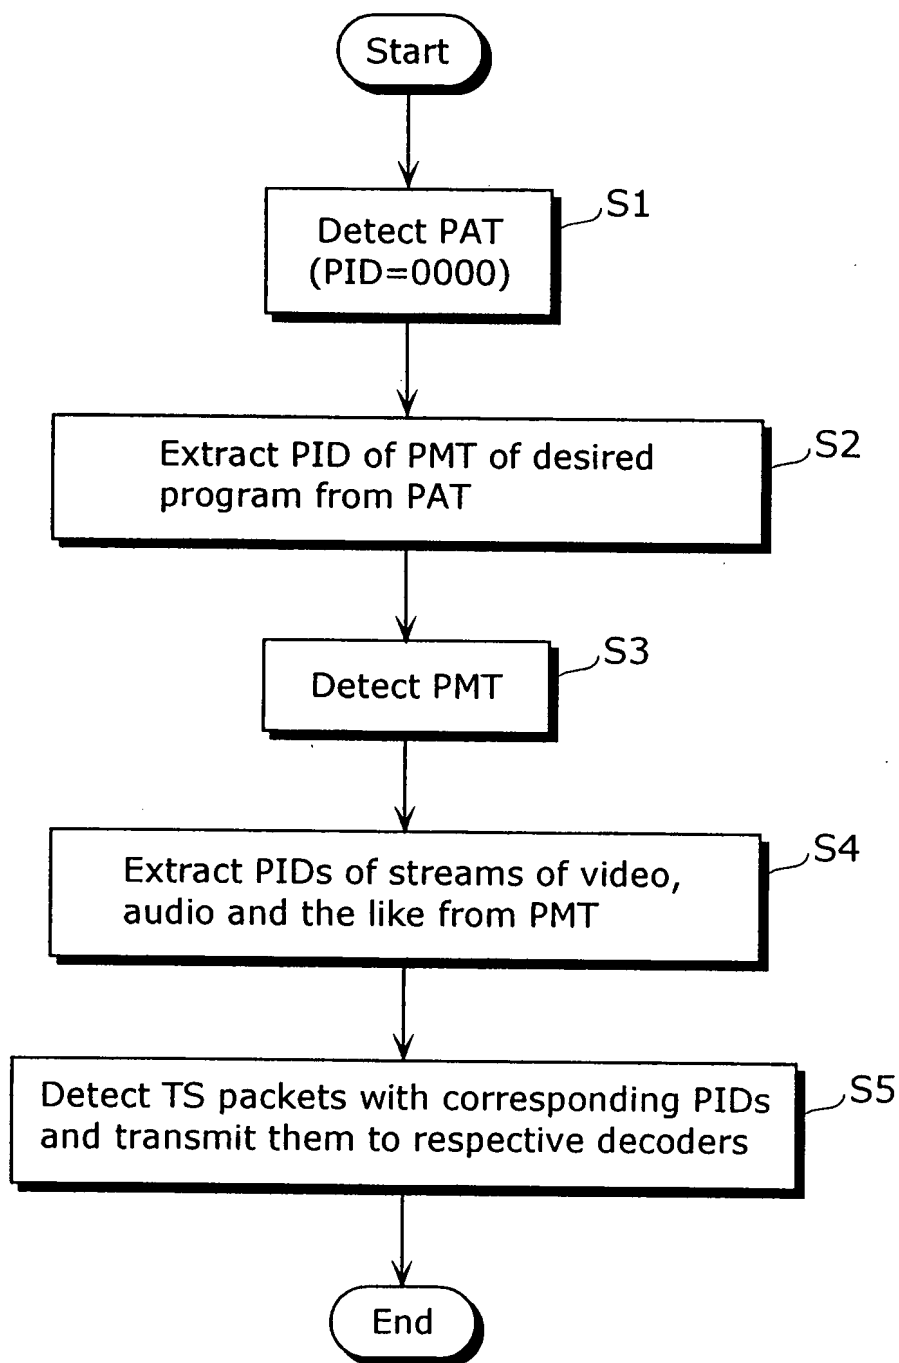 Start
S1
Detect PAT
(PID=0000)
S2
Extract PID of PMT of desired
program from PAT
S3
Detect PMT
S4
Extract PIDs of streams of video,
audio and the like from PMT
S5
Detect TS packets with corresponding PIDs
and transmit them to respective decoders
End